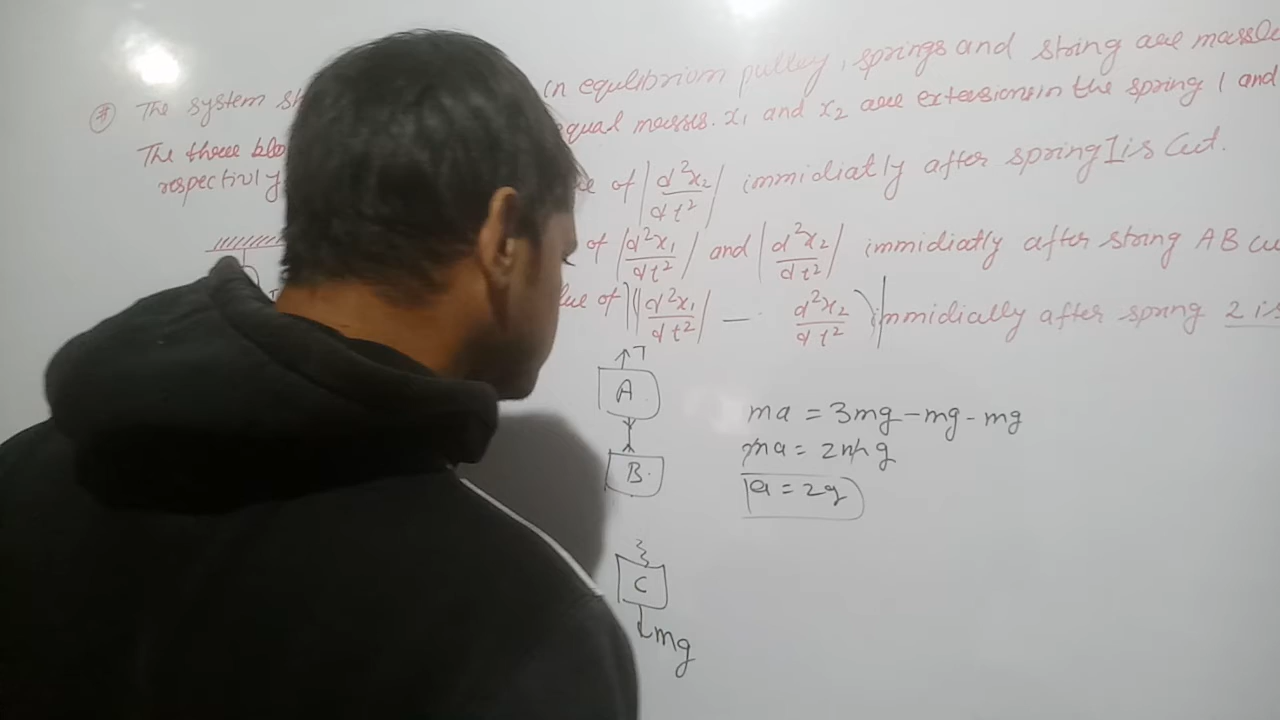 # The system sh in equilibrium pulley, springs and string are massle
The three blo equal masses. x₁ and x₂ are extensions in the spring 1 and
respectivly ue of |d²x₂/dt²| immidiatly after spring 1 is cut.
of |d²x₁/dt²| and |d²x₂/dt²| immidiatly after string AB cu
lue of |(|d²x₁/dt²| — d²x₂/dt²)| immidially after spring 2 is
T
A
ma = 3mg - mg - mg
ma = 2mg
B
a = 2g
C
mg